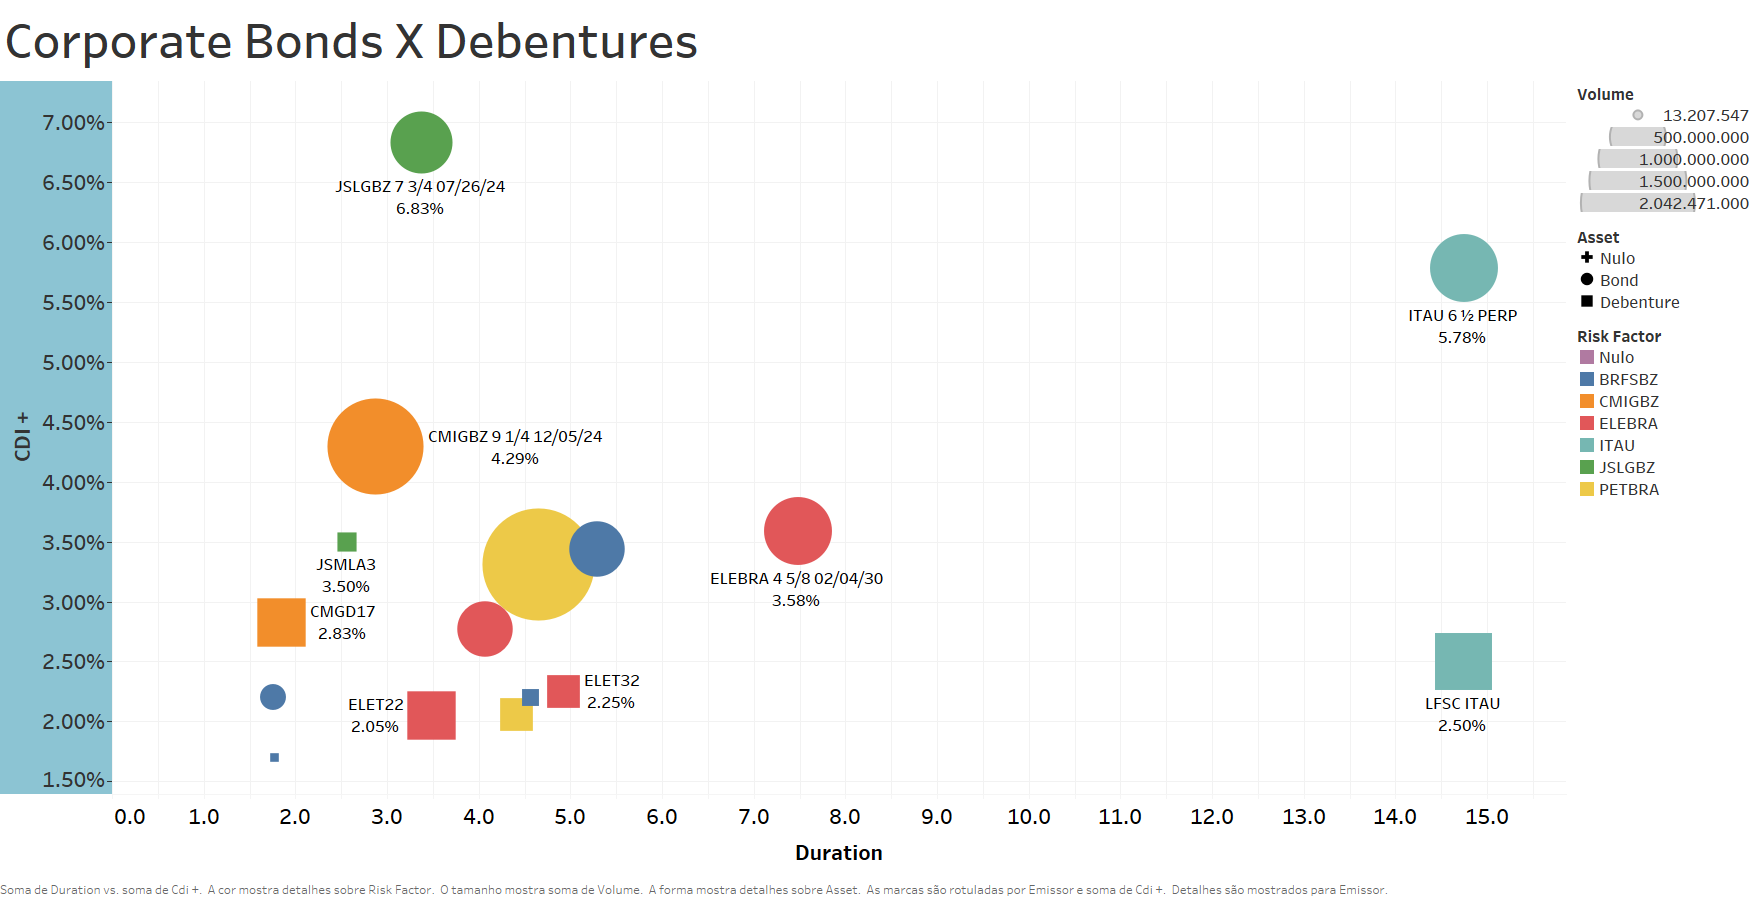 Corporate Bonds X Debentures
7.00%
6.50%
6.00%
5.50%
5.00%
4.50%
4.00%
3.50%
3.00%
2.50%
2.00%
1.50%
CDI +
JSLGBZ 7 3/4 07/26/24
6.83%
ITAU 6 ½ PERP
5.78%
CMIGBZ 9 1/4 12/05/24
4.29%
JSMLA3
3.50%
ELEBRA 4 5/8 02/04/30
3.58%
CMGD17
2.83%
ELET32
2.25%
ELET22
2.05%
LFSC ITAU
2.50%
0.0 1.0 2.0 3.0 4.0 5.0 6.0 7.0 8.0 9.0 10.0 11.0 12.0 13.0 14.0 15.0
Duration
Volume
13.207.547
500.000.000
1.000.000.000
1.500.000.000
2.042.471.000
Asset
Nulo
Bond
Debenture
Risk Factor
Nulo
BRFSBZ
CMIGBZ
ELEBRA
ITAU
JSLGBZ
PETBRA
Soma de Duration vs. soma de Cdi +. A cor mostra detalhes sobre Risk Factor. O tamanho mostra soma de Volume. A forma mostra detalhes sobre Asset. As marcas são rotuladas por Emissor e soma de Cdi +. Detalhes são mostrados para Emissor.